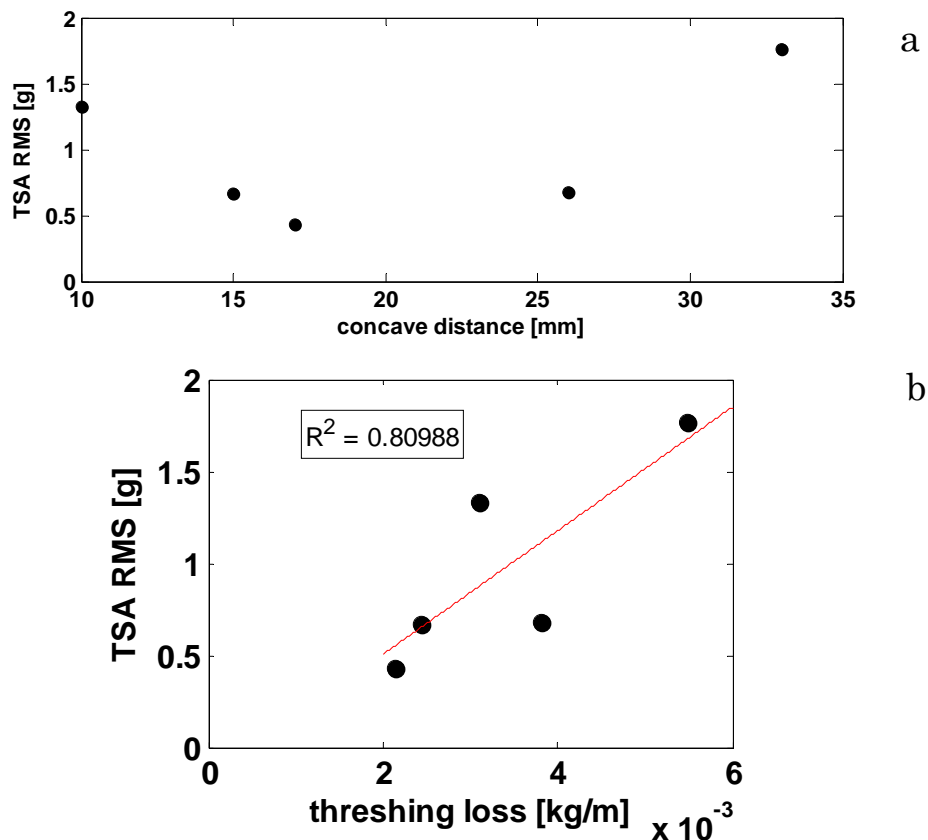 a
2
1.5
1
0.5
0
TSA RMS [g]
10 15 20 25 30 35
concave distance [mm]
b
2
1.5
1
0.5
0
TSA RMS [g]
R² = 0.80988
0 2 4 6
threshing loss [kg/m] x 10⁻³